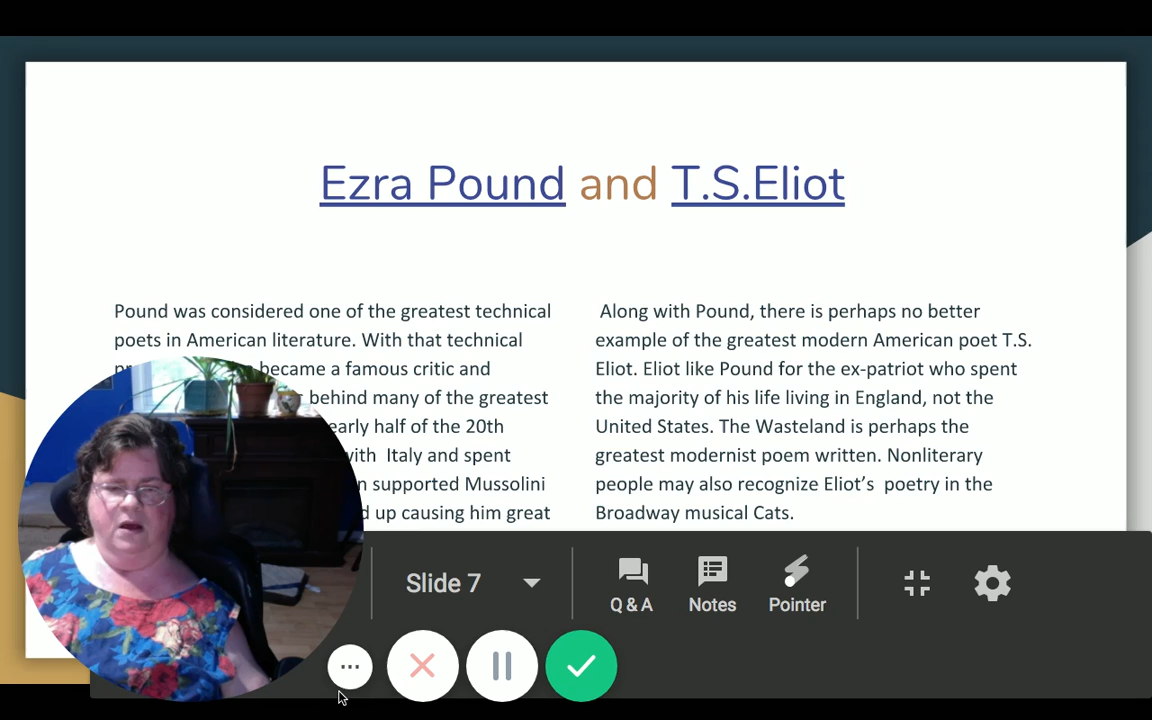 Ezra Pound and T.S.Eliot
Pound was considered one of the greatest technical
poets in American literature. With that technical
became a famous critic and
behind many of the greatest
early half of the 20th
with Italy and spent
supported Mussolini
up causing him great
Along with Pound, there is perhaps no better
example of the greatest modern American poet T.S.
Eliot. Eliot like Pound for the ex-patriot who spent
the majority of his life living in England, not the
United States. The Wasteland is perhaps the
greatest modernist poem written. Nonliterary
people may also recognize Eliot's poetry in the
Broadway musical Cats.
Slide 7
Q & A
Notes
Pointer